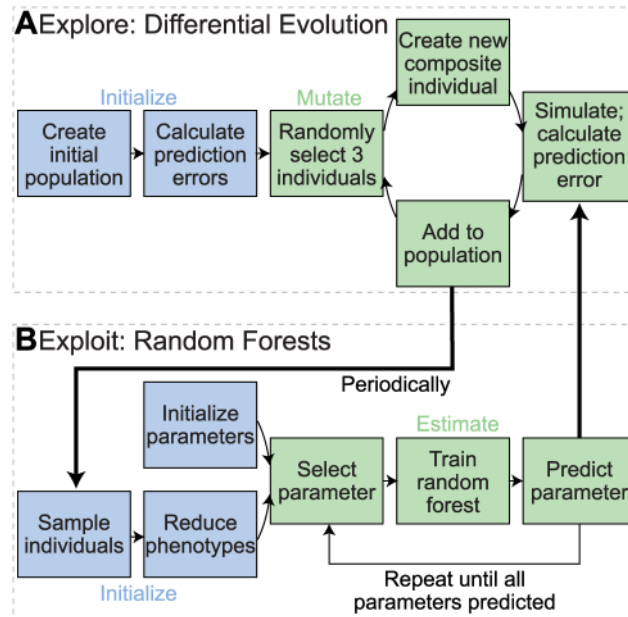 A Explore: Differential Evolution
Initialize
Mutate
Create
initial
population
Calculate
prediction
errors
Randomly
select 3
individuals
Create new
composite
individual
Simulate;
calculate
prediction
error
Add to
population
B Exploit: Random Forests
Periodically
Initialize
parameters
Estimate
Sample
individuals
Reduce
phenotypes
Select
parameter
Train
random
forest
Predict
parameter
Initialize
Repeat until all
parameters predicted